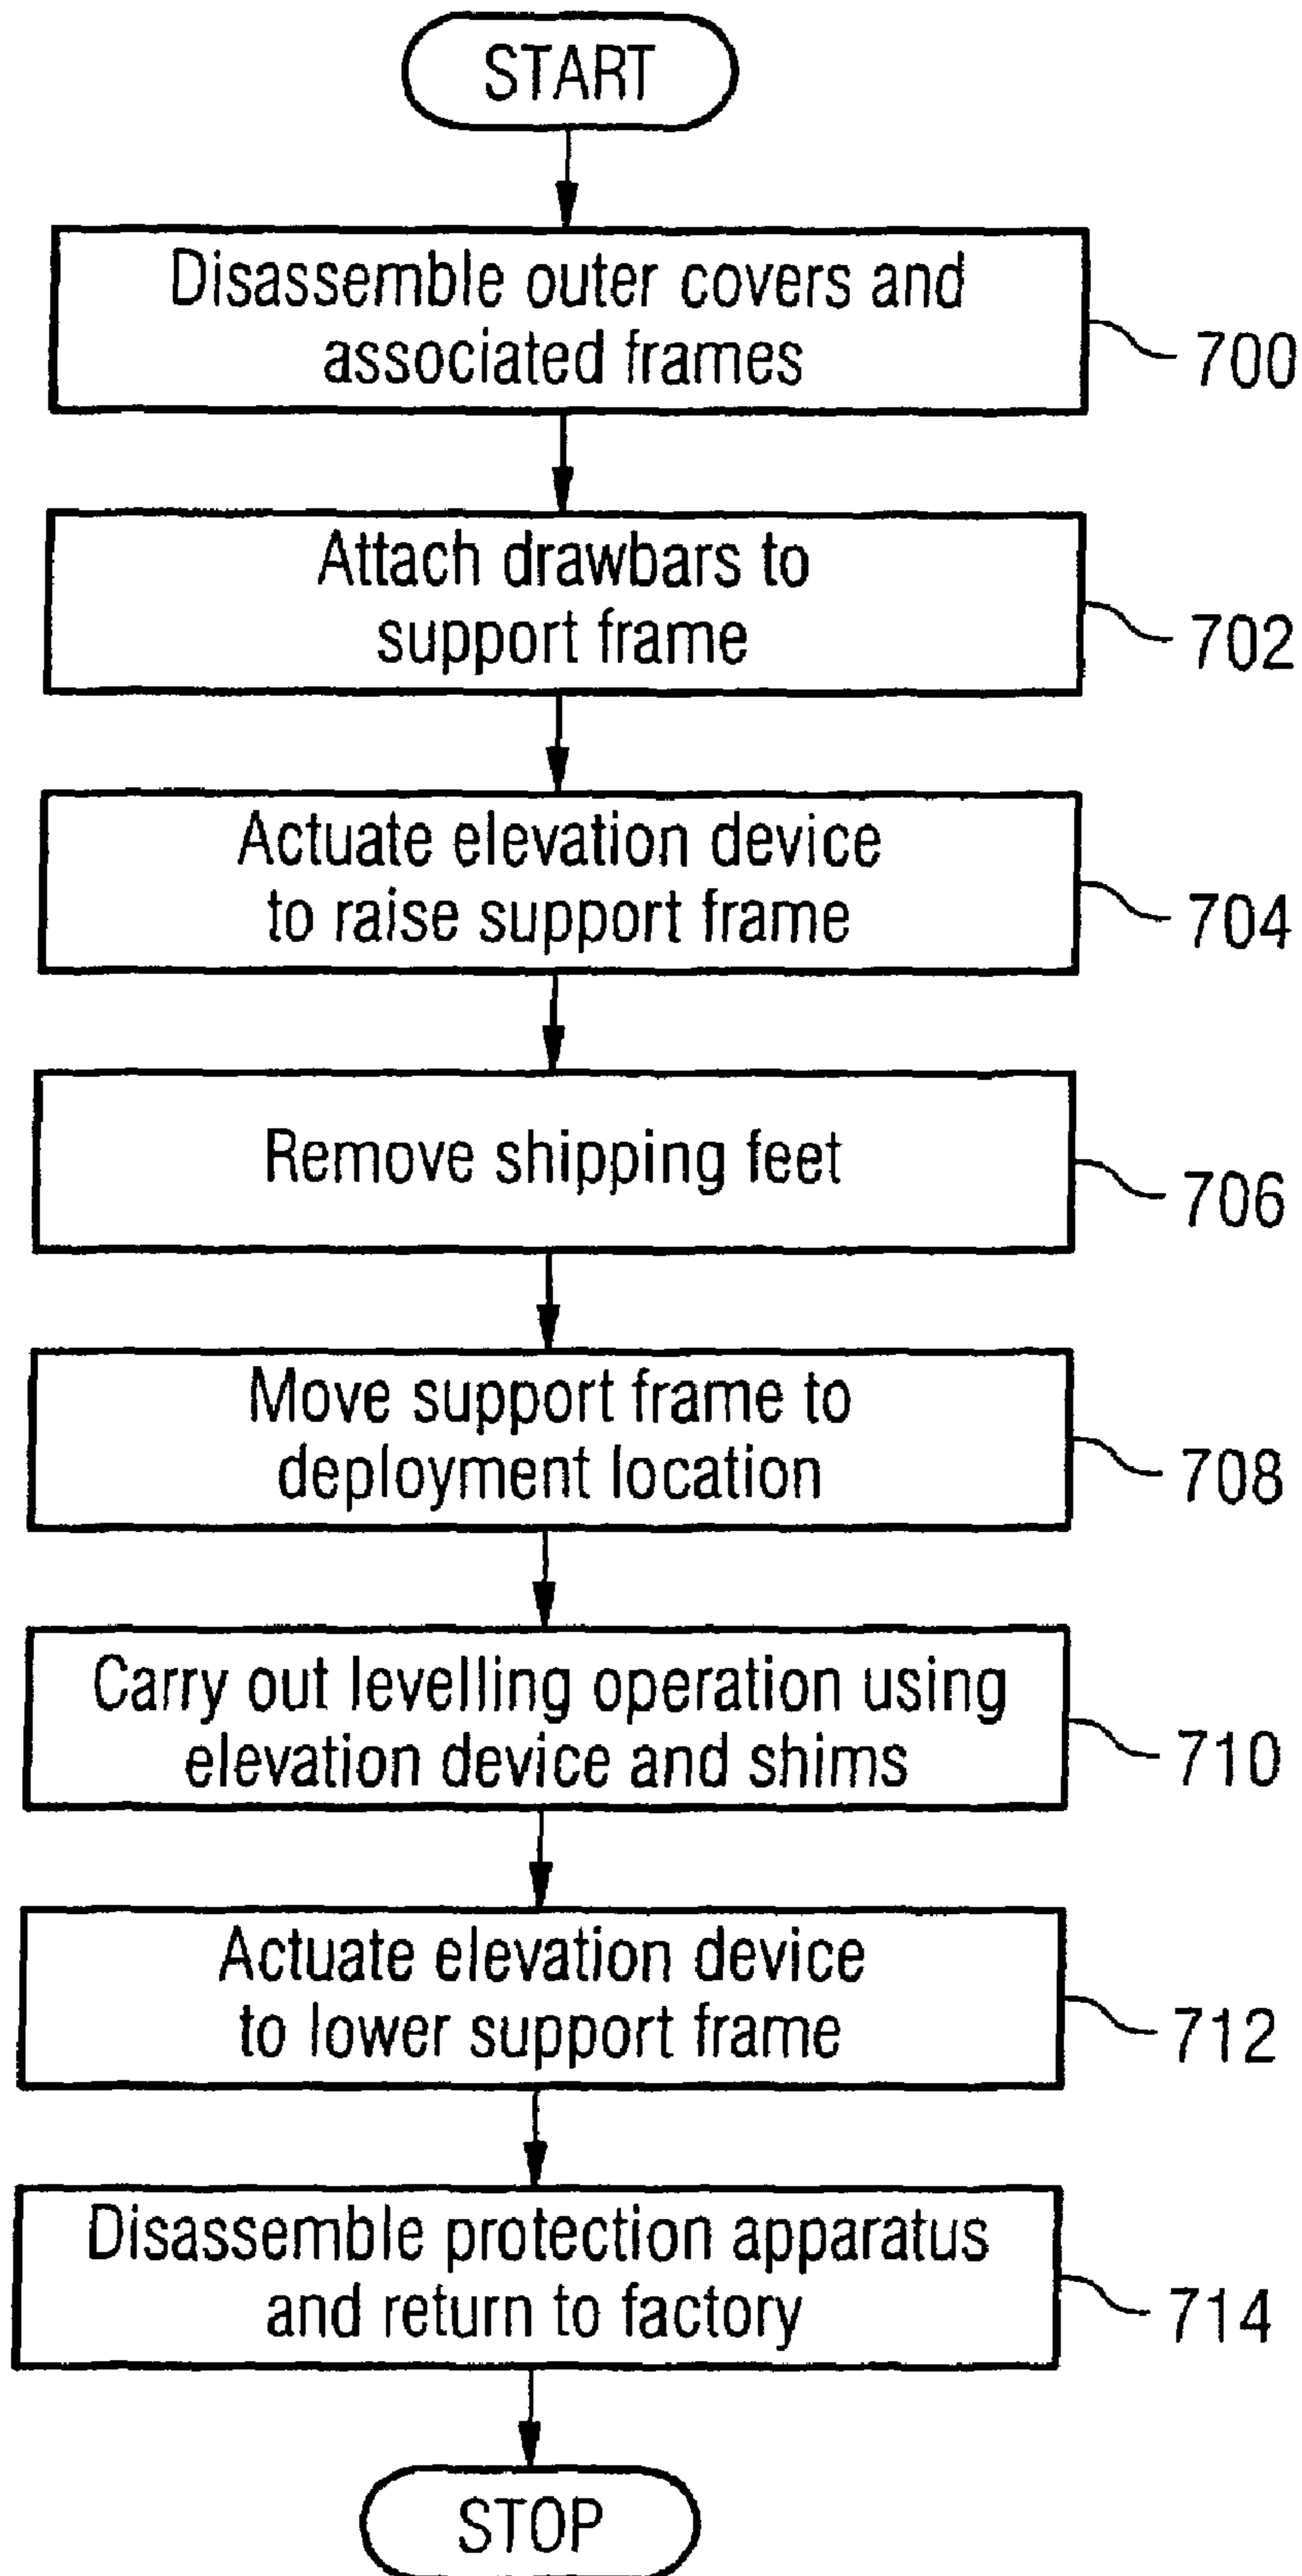 START
Disassemble outer covers and
associated frames
700
Attach drawbars to
support frame
702
Actuate elevation device
to raise support frame
704
Remove shipping feet
706
Move support frame to
deployment location
708
Carry out levelling operation using
elevation device and shims
710
Actuate elevation device
to lower support frame
712
Disassemble protection apparatus
and return to factory
714
STOP